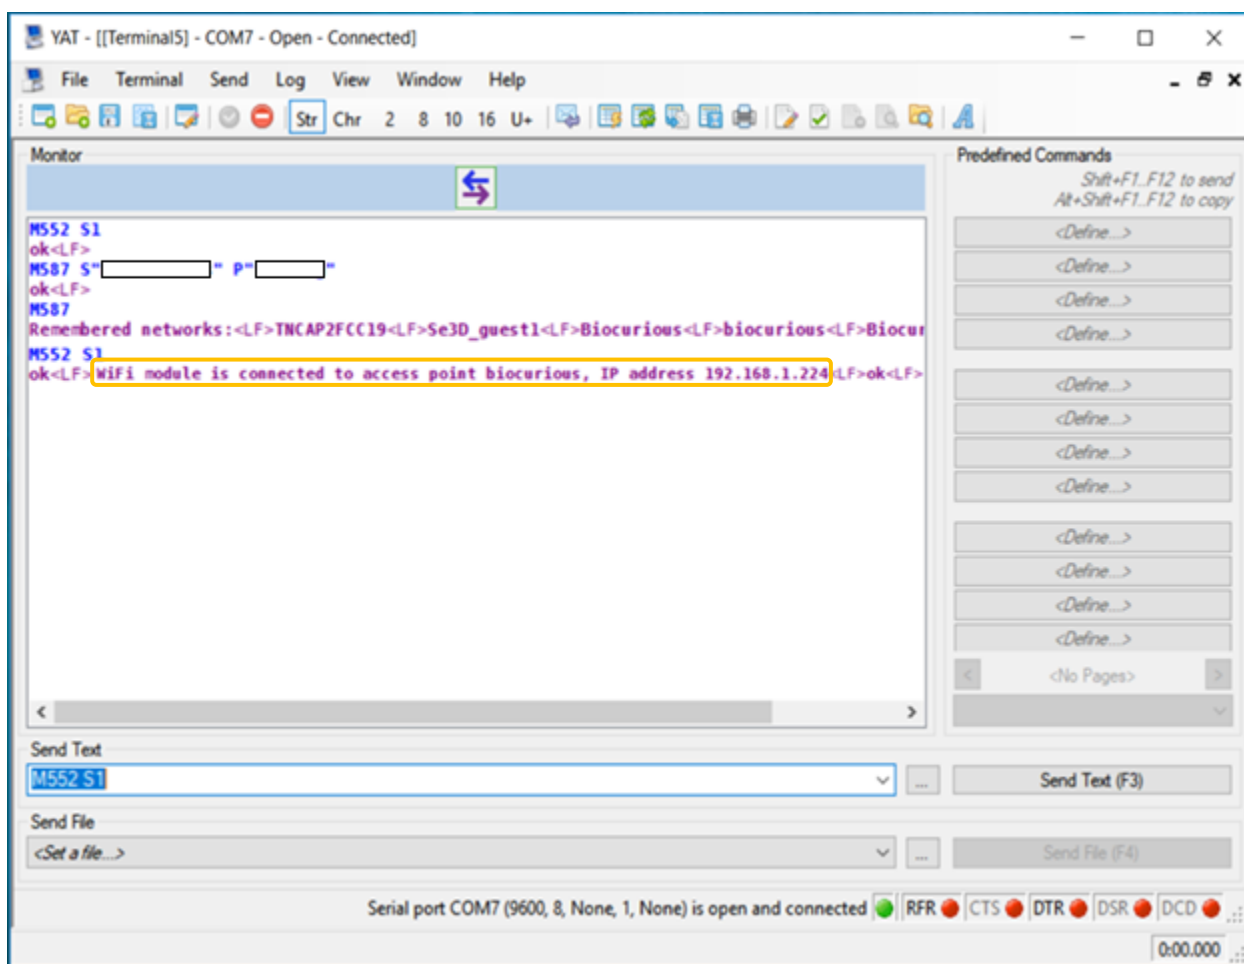 YAT - [[Terminal5] - COM7 - Open - Connected]
File Terminal Send Log View Window Help
Str Chr 2 8 10 16 U+
Monitor
M552 S1
ok<LF>
M587 S"" P""
ok<LF>
M587
Remembered networks:<LF>TNCAP2FCC19<LF>Se3D_guest1<LF>Biocurious<LF>biocurious<LF>Biocur
M552 S1
ok<LF>WiFi module is connected to access point biocurious, IP address 192.168.1.224<LF>ok<LF>
Predefined Commands
Shift+F1..F12 to send
Alt+Shift+F1..F12 to copy
<Define...>
<Define...>
<Define...>
<Define...>
<Define...>
<Define...>
<Define...>
<Define...>
<Define...>
<Define...>
<Define...>
<Define...>
< <No Pages> >
Send Text
M552 S1
...
Send Text (F3)
Send File
<Set a file...>
...
Send File (F4)
Serial port COM7 (9600, 8, None, 1, None) is open and connected RFR CTS DTR DSR DCD
0:00.000